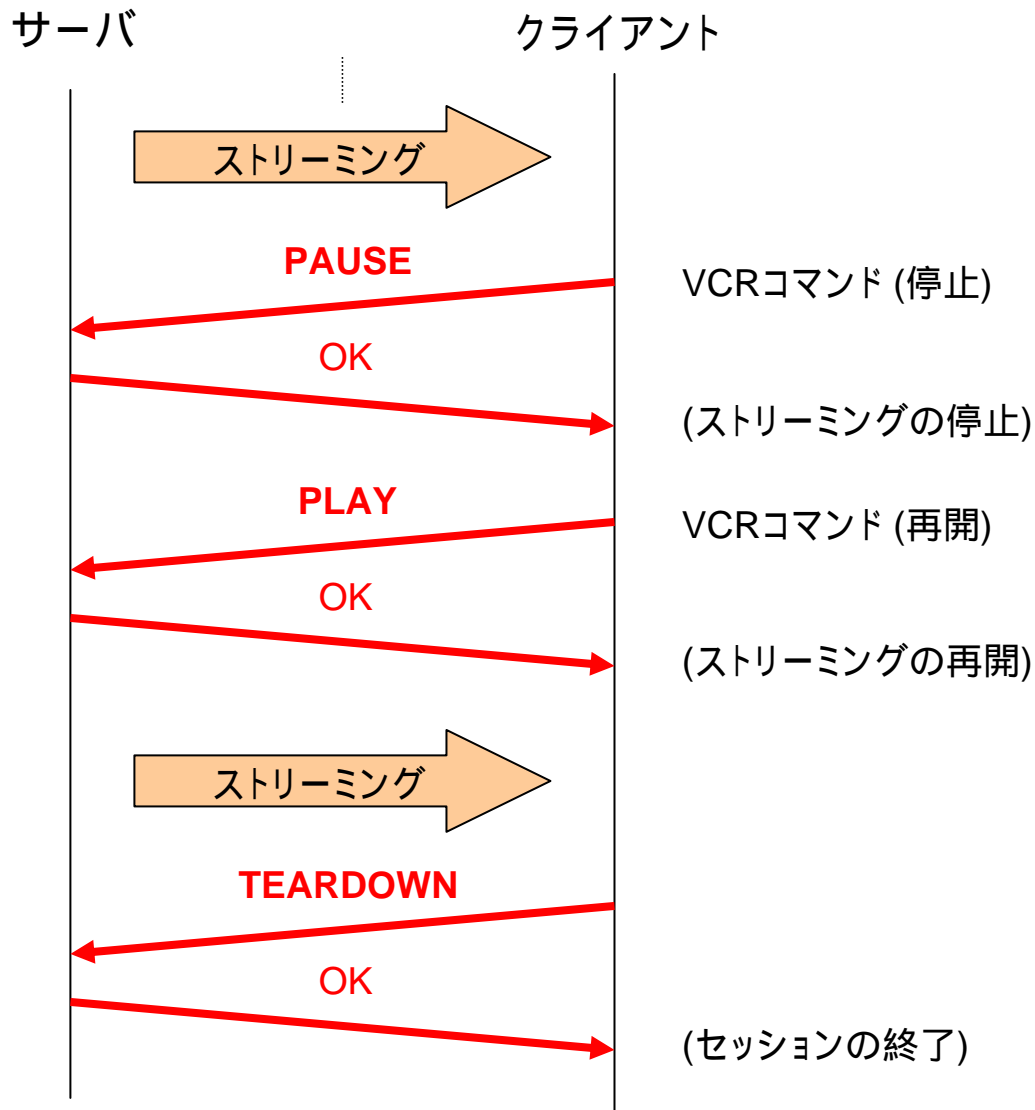 サーバ
クライアント
ストリーミング
PAUSE
VCRコマンド (停止)
OK
(ストリーミングの停止)
PLAY
VCRコマンド (再開)
OK
(ストリーミングの再開)
ストリーミング
TEARDOWN
OK
(セッションの終了)